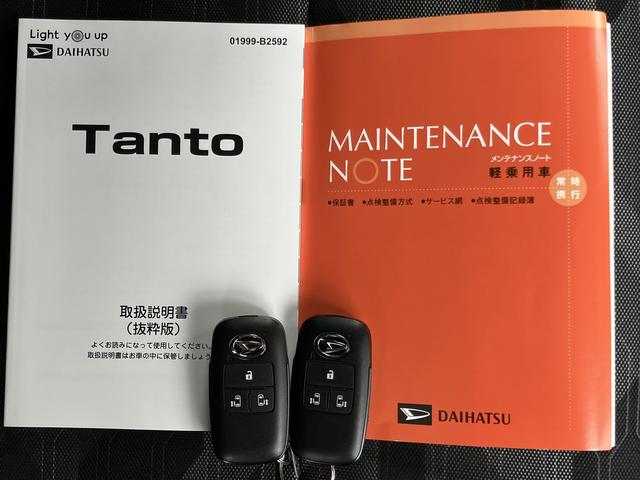 Light you up
DAIHATSU
01999-B2592
Tanto
取扱説明書
(抜粋版)
よくお読みになって使用してください。
取扱説明書はお車の中に保管しましょう
MAINTENANCE
NOTE
メンテナンスノート
軽乗用車
常時
携行
●保証書 ●点検整備方式 ●サービス網 ●点検整備記録簿
DAIHATSU